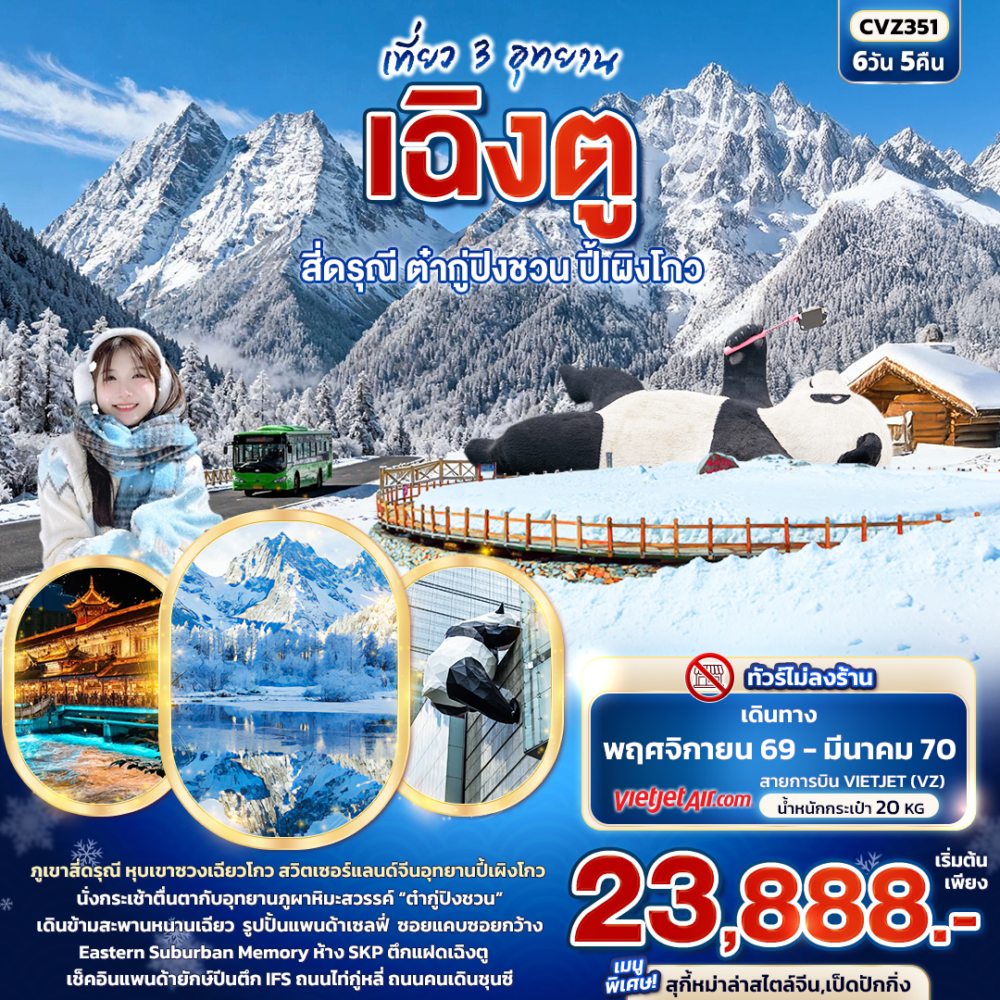 CVZ351
6วัน 5คืน
เที่ยว 3 อุทยาน
เฉิงตู
สี่ดรุณี ต๋ากู่ปิงชวน ปี้เผิงโกว
ทัวร์ไม่ลงร้าน
เดินทาง
พฤศจิกายน 69 - มีนาคม 70
สายการบิน VIETJET (VZ)
vietjetAir.com
น้ำหนักกระเป๋า 20 KG
ภูเขาสี่ดรุณี หุบเขาซวงเฉียวโกว สวิตเซอร์แลนด์จีนอุทยานปี้เผิงโกว
นั่งกระเช้าตื่นตากับอุทยานภูผาหิมะสวรรค์ “ต๋ากู่ปิงชวน”
เดินข้ามสะพานหนานเฉียว รูปปั้นแพนด้าเซลฟี่ ซอยแคบซอยกว้าง
Eastern Suburban Memory ห้าง SKP ตึกแฝดเฉิงตู
เช็คอินแพนด้ายักษ์ปีนตึก IFS ถนนไท่กู่หลี่ ถนนคนเดินชุนซี
เริ่มต้น
เพียง
23,888.-
เมนู
พิเศษ!
สุกี้หม่าล่าสไตล์จีน,เป็ดปักกิ่ง